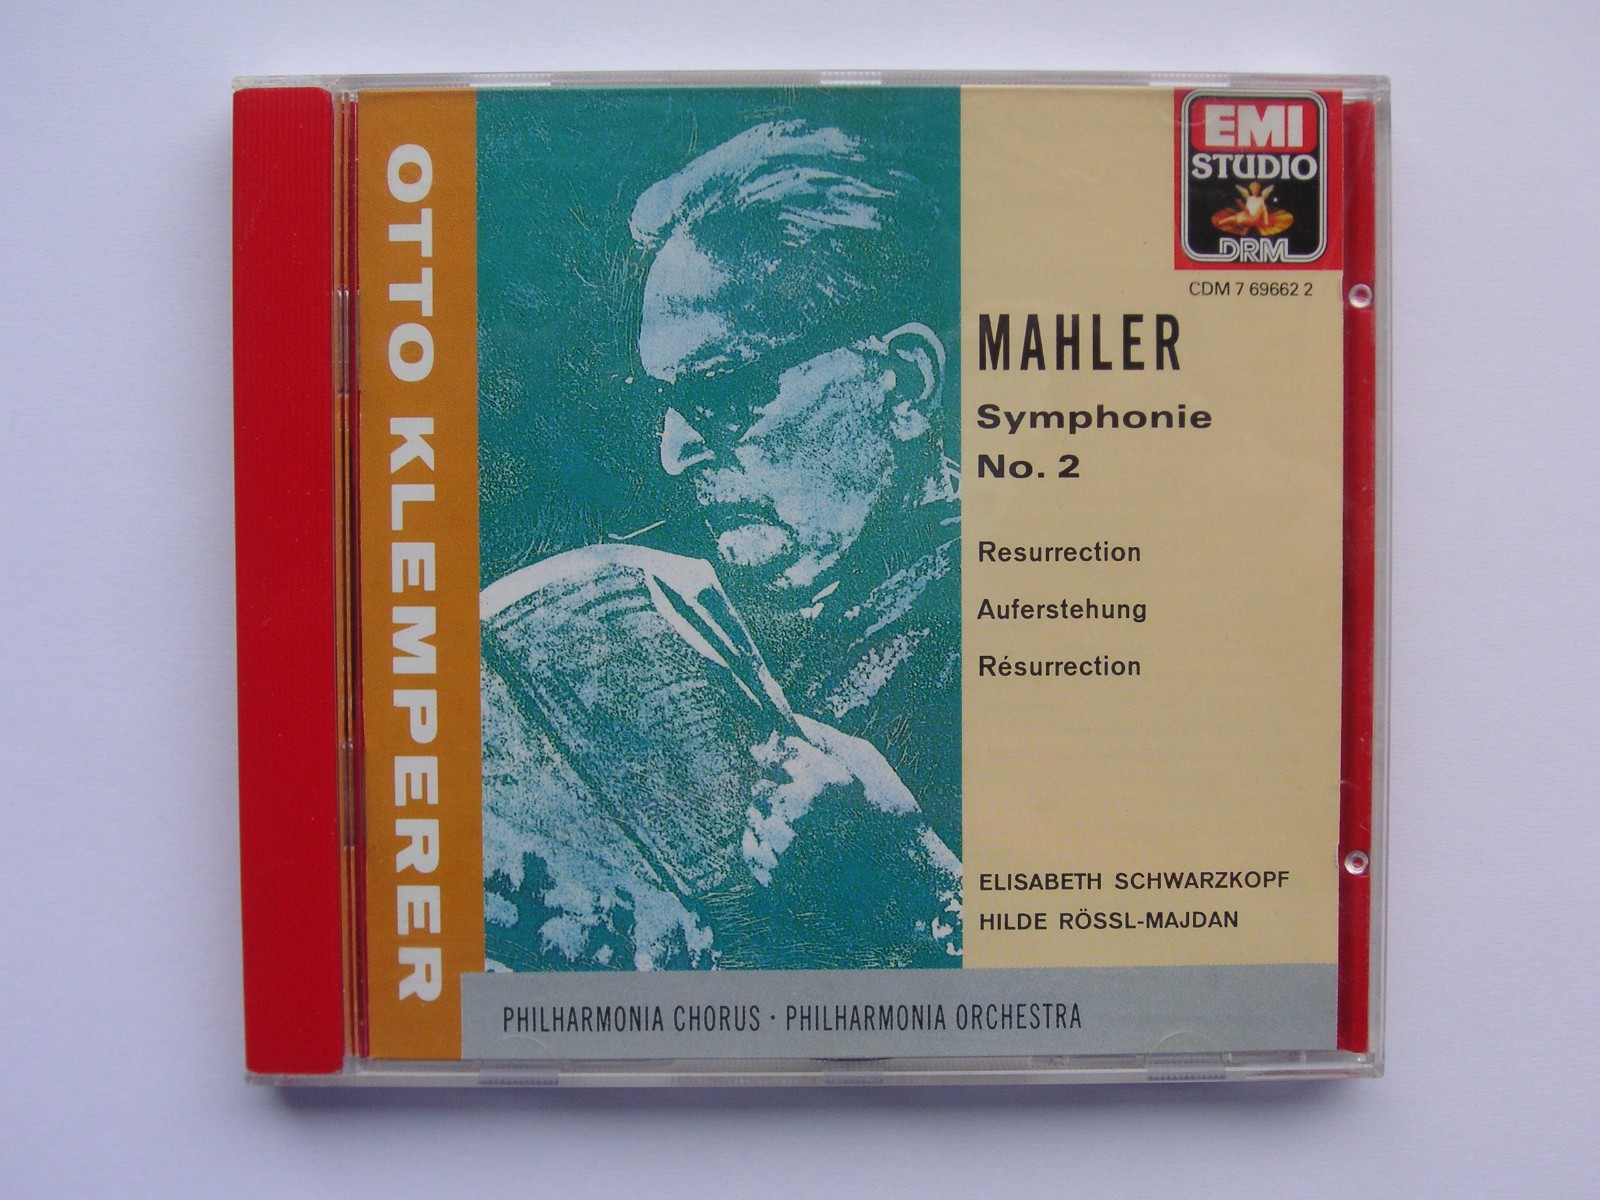 OTTO KLEMPERER
EMI
STUDIO
DRM
CDM 7 69662 2
MAHLER
Symphonie
No. 2
Resurrection
Auferstehung
Résurrection
ELISABETH SCHWARZKOPF
HILDE RÖSSL-MAJDAN
PHILHARMONIA CHORUS · PHILHARMONIA ORCHESTRA